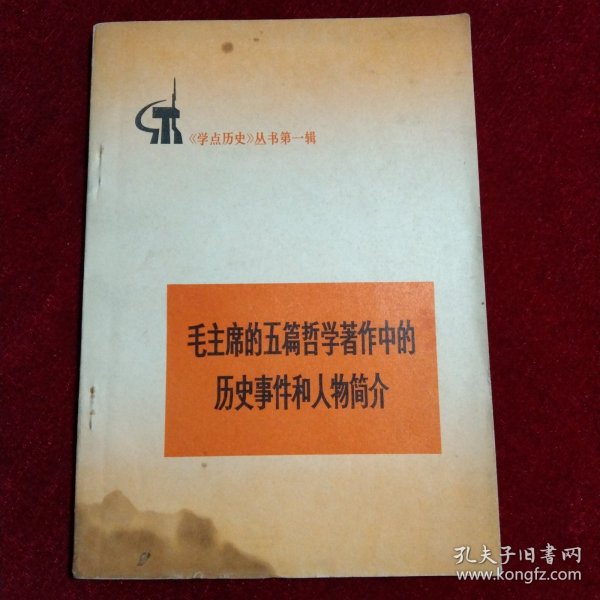 《学点历史》丛书第一辑
毛主席的五篇哲学著作中的
历史事件和人物简介
孔夫子旧书网
www.kongfz.com